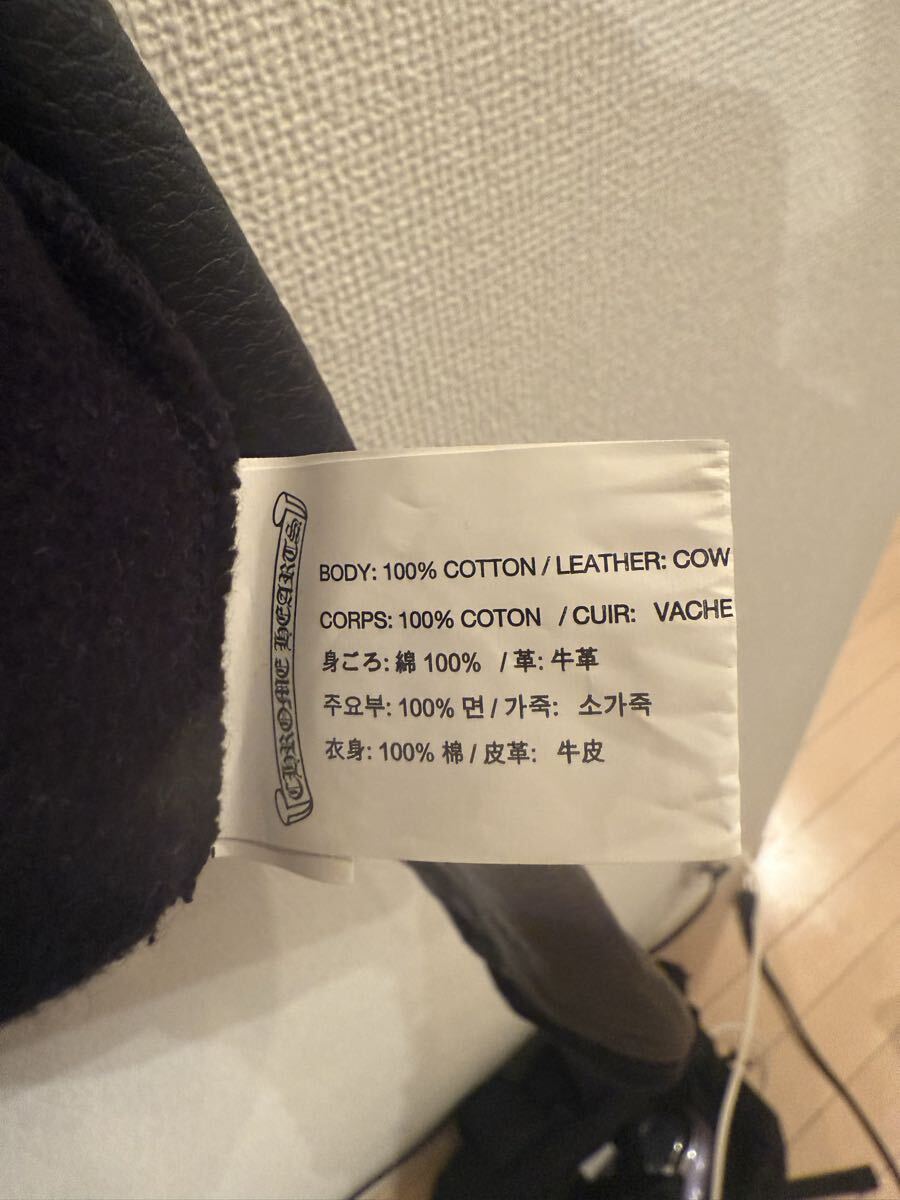 CHROME HEARTS
BODY: 100% COTTON / LEATHER: COW
CORPS: 100% COTON / CUIR: VACHE
身ごろ: 綿 100% / 革: 牛革
주요부: 100% 면 / 가죽: 소가죽
衣身: 100% 棉 / 皮革: 牛皮